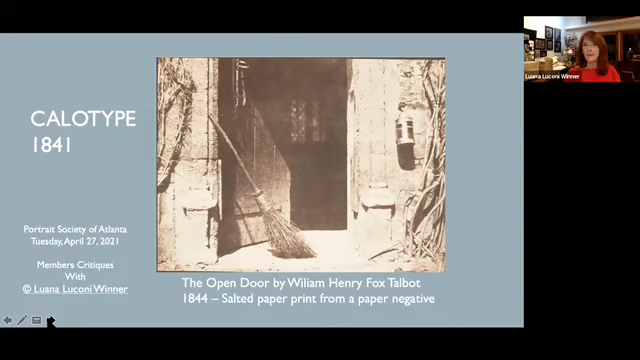 CALOTYPE
1841
Portrait Society of Atlanta
Tuesday, April 27, 2021
Members Critiques
With
© Luana Luconi Winner
The Open Door by Wiliam Henry Fox Talbot
1844 – Salted paper print from a paper negative
Luana Luconi Winner